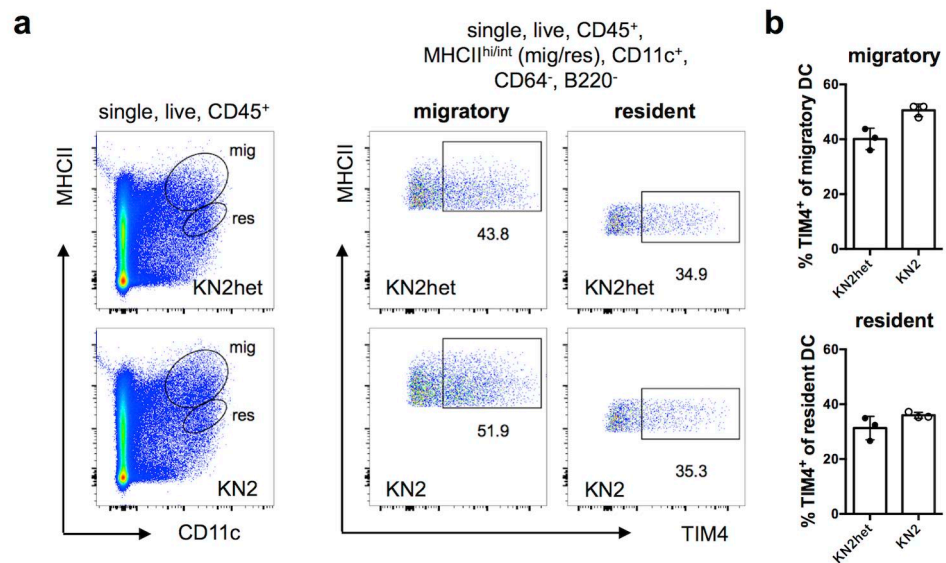 a
single, live, CD45⁺,
MHCIIʰⁱ/ⁱⁿᵗ (mig/res), CD11c⁺,
CD64⁻, B220⁻
single, live, CD45⁺
migratory
resident
MHCII
mig
res
KN2het
MHCII
43.8
KN2het
34.9
KN2het
mig
res
KN2
51.9
KN2
35.3
KN2
CD11c
TIM4
b
migratory
% TIM4⁺ of migratory DC
60
40
20
0
KN2het
KN2
resident
% TIM4⁺ of resident DC
60
40
20
0
KN2het
KN2